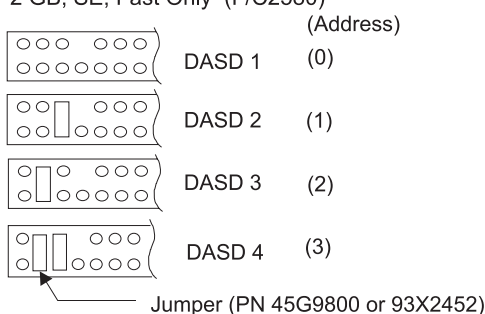 2 GB, SE, Fast Only (F/C2580)
(Address)
DASD 1 (0)
DASD 2 (1)
DASD 3 (2)
DASD 4 (3)
Jumper (PN 45G9800 or 93X2452)